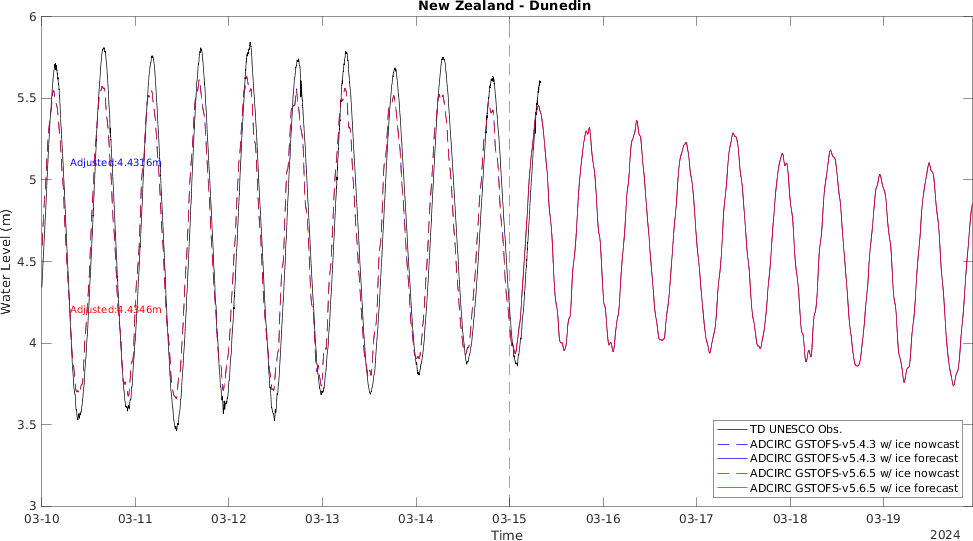 New Zealand - Dunedin
6
5.5
5
4.5
4
3.5
3
Water Level (m)
Adjusted:4.4316m
Adjusted:4.4346m
TD UNESCO Obs.
ADCIRC GSTOFS-v5.4.3 w/ ice nowcast
ADCIRC GSTOFS-v5.4.3 w/ ice forecast
ADCIRC GSTOFS-v5.6.5 w/ ice nowcast
ADCIRC GSTOFS-v5.6.5 w/ ice forecast
03-10 03-11 03-12 03-13 03-14 03-15 03-16 03-17 03-18 03-19
Time
2024